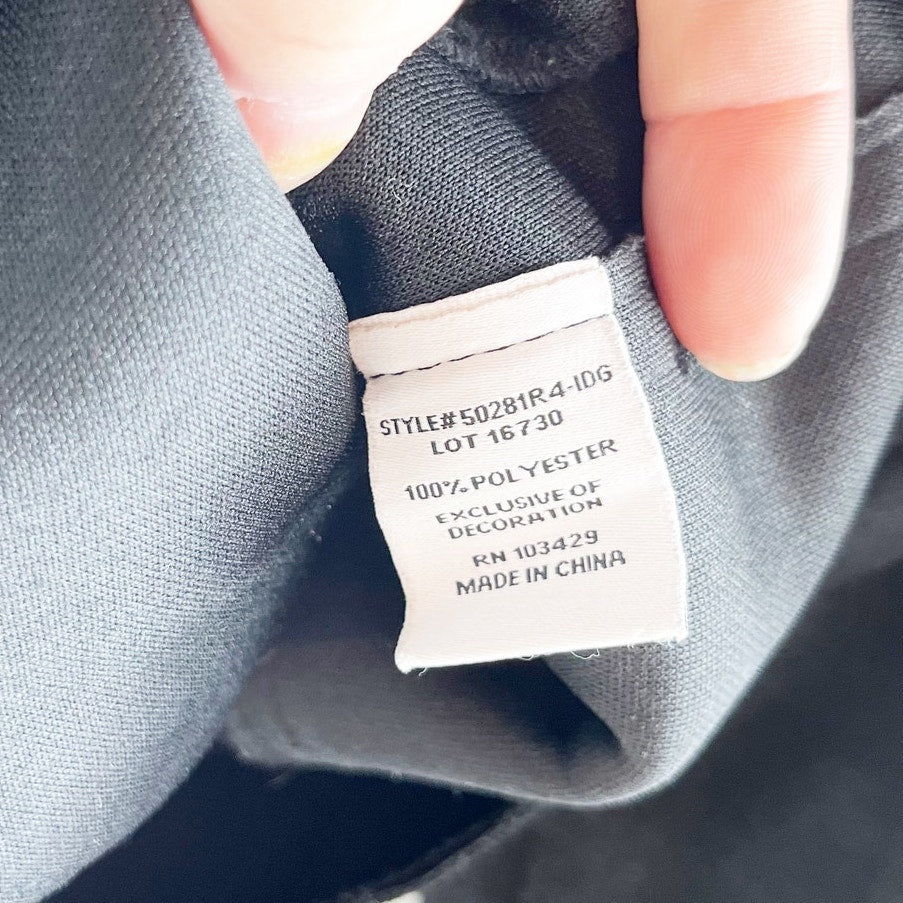 STYLE#50281R4-IDG
LOT 16730
100% POLYESTER
EXCLUSIVE OF
DECORATION
RN 103429
MADE IN CHINA